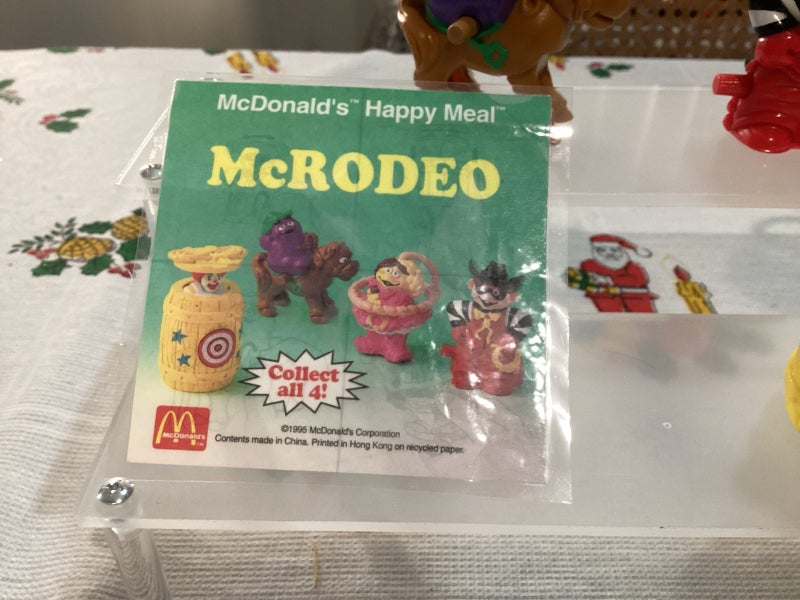 McDonald's™ Happy Meal™
McRODEO
Collect
all 4!
McDonald's
™
©1995 McDonald's Corporation
Contents made in China. Printed in Hong Kong on recycled paper.